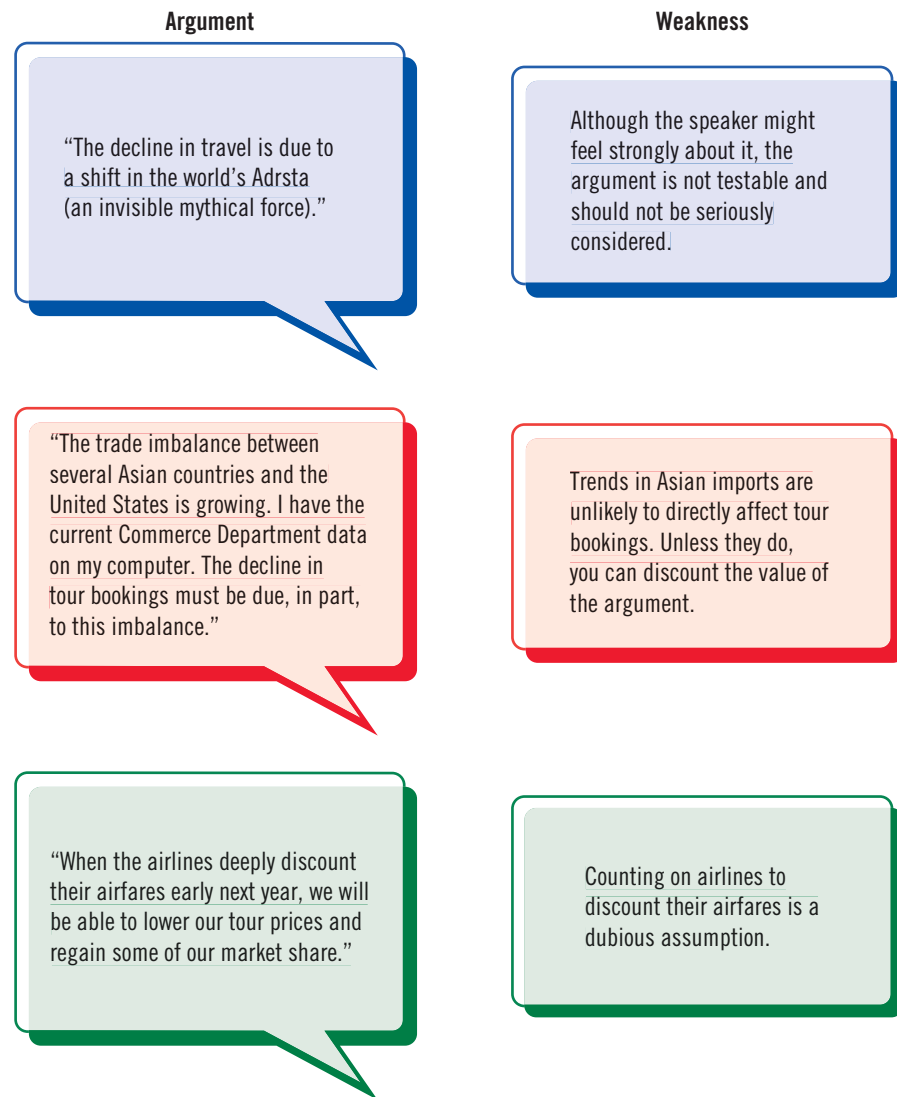 Argument
Weakness
“The decline in travel is due to
a shift in the world’s Adrsta
(an invisible mythical force).”
Although the speaker might
feel strongly about it, the
argument is not testable and
should not be seriously
considered.
“The trade imbalance between
several Asian countries and the
United States is growing. I have the
current Commerce Department data
on my computer. The decline in
tour bookings must be due, in part,
to this imbalance.”
Trends in Asian imports are
unlikely to directly affect tour
bookings. Unless they do,
you can discount the value of
the argument.
“When the airlines deeply discount
their airfares early next year, we will
be able to lower our tour prices and
regain some of our market share.”
Counting on airlines to
discount their airfares is a
dubious assumption.